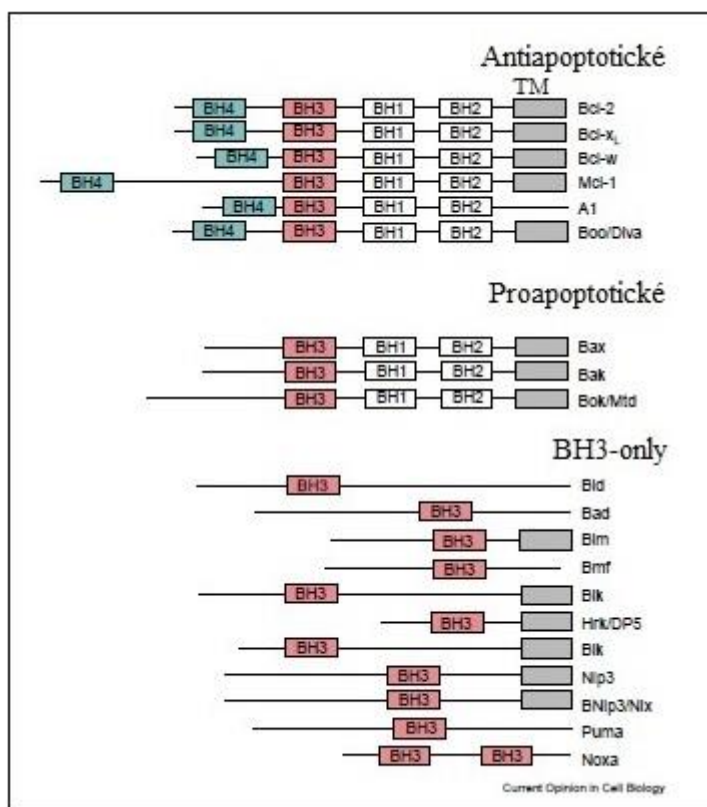 Antiapoptotické
TM
BH4 BH3 BH1 BH2 Bcl-2
BH4 BH3 BH1 BH2 Bcl-xL
BH4 BH3 BH1 BH2 Bcl-w
BH4 BH3 BH1 BH2 Mcl-1
BH4 BH3 BH1 BH2 A1
BH4 BH3 BH1 BH2 Boo/Diva
Proapoptotické
BH3 BH1 BH2 Bax
BH3 BH1 BH2 Bak
BH3 BH1 BH2 Bok/Mtd
BH3-only
BH3 Bid
BH3 Bad
BH3 Bim
BH3 Bmf
BH3 Bik
BH3 Hrk/DP5
BH3 Blk
BH3 Nip3
BH3 BNip3/Nix
BH3 Puma
BH3 BH3 Noxa
Current Opinion in Cell Biology